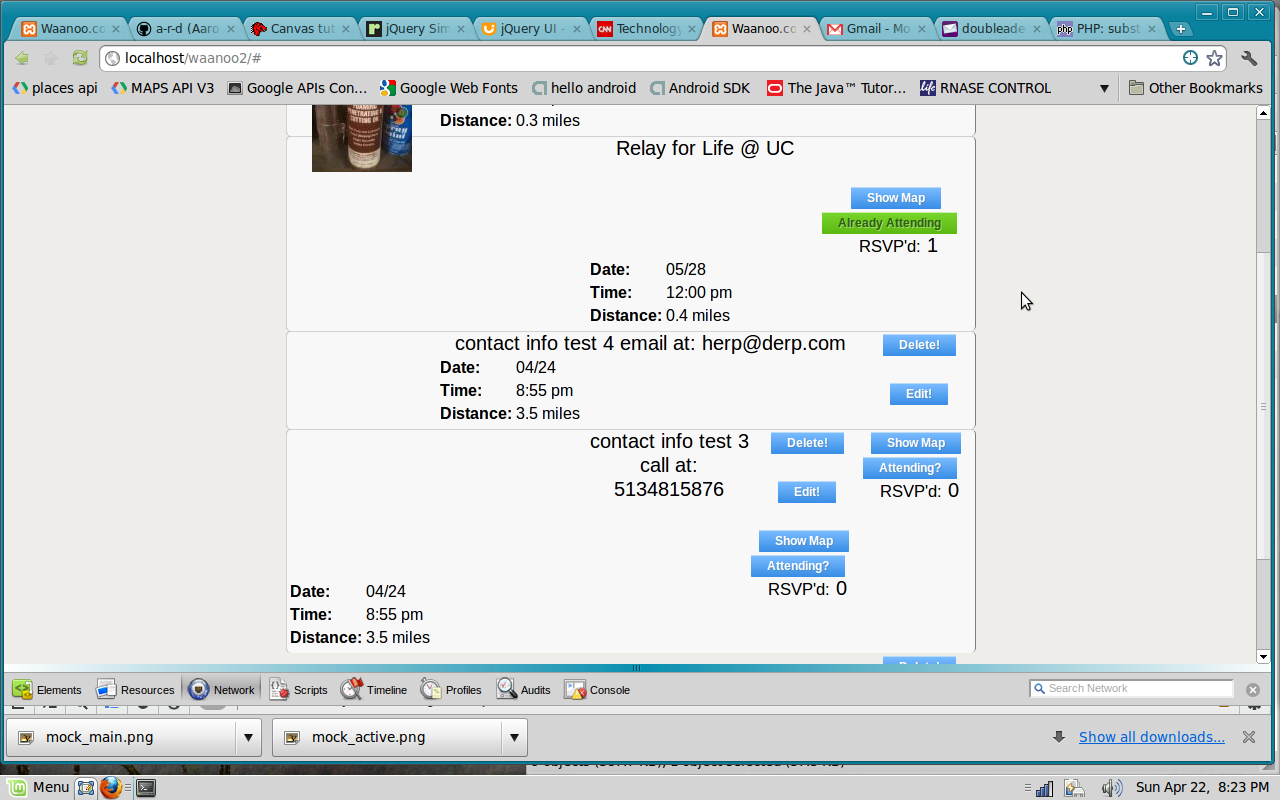 Waanoo.co
a-r-d (Aaro
Canvas tut
jQuery Sim
jQuery UI -
CNN
Technology
Waanoo.co
Gmail - Mo
doubleade
php
PHP: subst
localhost/waanoo2/#
places api
MAPS API V3
Google APIs Con...
Google Web Fonts
hello android
Android SDK
The Java™ Tutor...
life
RNASE CONTROL
Other Bookmarks
Distance: 0.3 miles
Relay for Life @ UC
Show Map
Already Attending
RSVP'd: 1
Date: 05/28
Time: 12:00 pm
Distance: 0.4 miles
contact info test 4 email at: herp@derp.com
Delete!
Date: 04/24
Time: 8:55 pm
Edit!
Distance: 3.5 miles
contact info test 3
call at:
5134815876
Delete!
Edit!
Show Map
Attending?
RSVP'd: 0
Show Map
Attending?
RSVP'd: 0
Date: 04/24
Time: 8:55 pm
Distance: 3.5 miles
Elements
Resources
Network
Scripts
Timeline
Profiles
Audits
Console
Search Network
mock_main.png
mock_active.png
Show all downloads...
Menu
Sun Apr 22, 8:23 PM